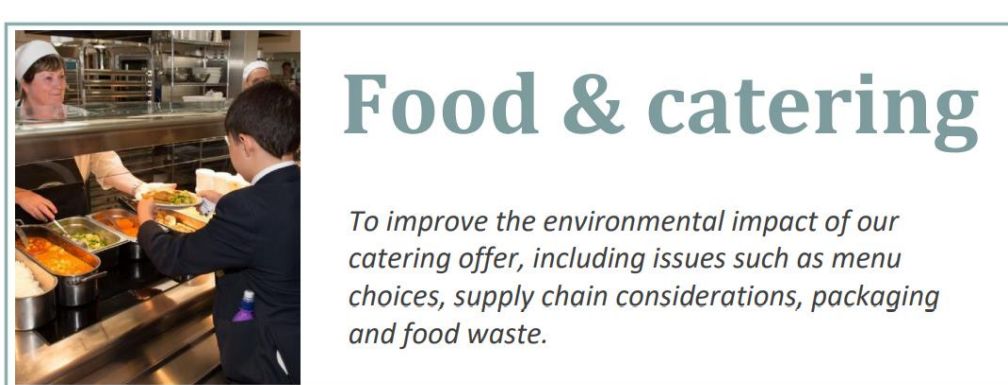 Food & catering
To improve the environmental impact of our
catering offer, including issues such as menu
choices, supply chain considerations, packaging
and food waste.